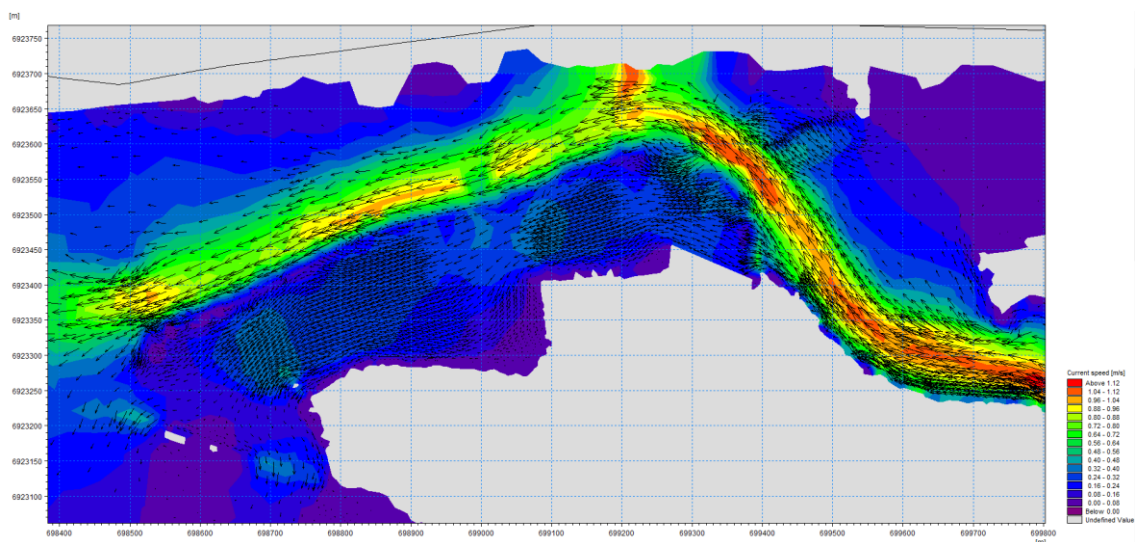 [m]
6923750
6923700
6923650
6923600
6923550
6923500
6923450
6923400
6923350
6923300
6923250
6923200
6923150
6923100
698400 698500 698600 698700 698800 698900 699000 699100 699200 699300 699400 699500 699600 699700 699800
[m]
Current speed [m/s]
Above 1.12
1.04 - 1.12
0.96 - 1.04
0.88 - 0.96
0.80 - 0.88
0.72 - 0.80
0.64 - 0.72
0.56 - 0.64
0.48 - 0.56
0.40 - 0.48
0.32 - 0.40
0.24 - 0.32
0.16 - 0.24
0.08 - 0.16
0.00 - 0.08
Below 0.00
Undefined Value